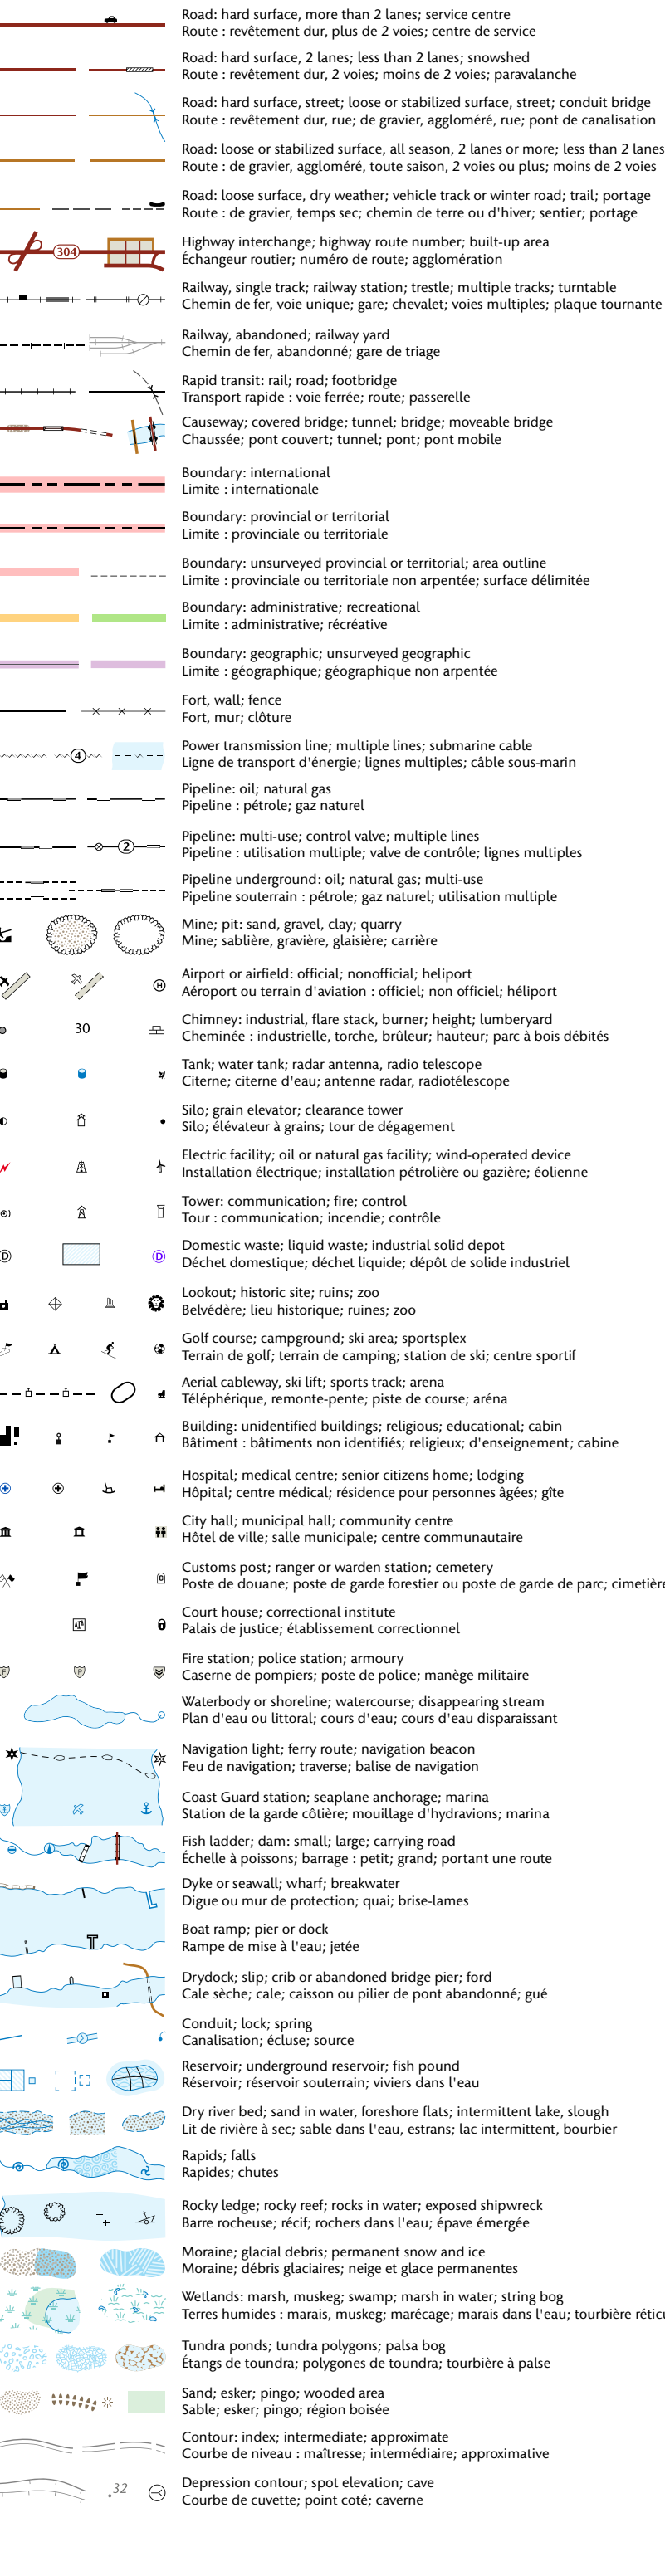 Road: hard surface, more than 2 lanes; service centre
Route : revêtement dur, plus de 2 voies; centre de service
Road: hard surface, 2 lanes; less than 2 lanes; snowshed
Route : revêtement dur, 2 voies; moins de 2 voies; paravalanche
Road: hard surface, street; loose or stabilized surface, street; conduit bridge
Route : revêtement dur, rue; de gravier, aggloméré, rue; pont de canalisation
Road: loose or stabilized surface, all season, 2 lanes or more; less than 2 lanes
Route : de gravier, aggloméré, toute saison, 2 voies ou plus; moins de 2 voies
Road: loose surface, dry weather; vehicle track or winter road; trail; portage
Route : de gravier, temps sec; chemin de terre ou d'hiver; sentier; portage
304
Highway interchange; highway route number; built-up area
Échangeur routier; numéro de route; agglomération
Railway, single track; railway station; trestle; multiple tracks; turntable
Chemin de fer, voie unique; gare; chevalet; voies multiples; plaque tournante
Railway, abandoned; railway yard
Chemin de fer, abandonné; gare de triage
Rapid transit: rail; road; footbridge
Transport rapide : voie ferrée; route; passerelle
Causeway; covered bridge; tunnel; bridge; moveable bridge
Chaussée; pont couvert; tunnel; pont; pont mobile
Boundary: international
Limite : internationale
Boundary: provincial or territorial
Limite : provinciale ou territoriale
Boundary: unsurveyed provincial or territorial; area outline
Limite : provinciale ou territoriale non arpentée; surface délimitée
Boundary: administrative; recreational
Limite : administrative; récréative
Boundary: geographic; unsurveyed geographic
Limite : géographique; géographique non arpentée
Fort, wall; fence
Fort, mur; clôture
4
Power transmission line; multiple lines; submarine cable
Ligne de transport d'énergie; lignes multiples; câble sous-marin
Pipeline: oil; natural gas
Pipeline : pétrole; gaz naturel
2
Pipeline: multi-use; control valve; multiple lines
Pipeline : utilisation multiple; valve de contrôle; lignes multiples
Pipeline underground: oil; natural gas; multi-use
Pipeline souterrain : pétrole; gaz naturel; utilisation multiple
Mine; pit: sand, gravel, clay; quarry
Mine; sablière, gravière, glaisière; carrière
H
Airport or airfield: official; nonofficial; heliport
Aéroport ou terrain d'aviation : officiel; non officiel; héliport
30
Chimney: industrial, flare stack, burner; height; lumberyard
Cheminée : industrielle, torche, brûleur; hauteur; parc à bois débités
Tank; water tank; radar antenna, radio telescope
Citerne; citerne d'eau; antenne radar, radiotélescope
Silo; grain elevator; clearance tower
Silo; élévateur à grains; tour de dégagement
Electric facility; oil or natural gas facility; wind-operated device
Installation électrique; installation pétrolière ou gazière; éolienne
Tower: communication; fire; control
Tour : communication; incendie; contrôle
D D
Domestic waste; liquid waste; industrial solid depot
Déchet domestique; déchet liquide; dépôt de solide industriel
Lookout; historic site; ruins; zoo
Belvédère; lieu historique; ruines; zoo
Golf course; campground; ski area; sportsplex
Terrain de golf; terrain de camping; station de ski; centre sportif
Aerial cableway, ski lift; sports track; arena
Téléphérique, remonte-pente; piste de course; aréna
Building: unidentified buildings; religious; educational; cabin
Bâtiment : bâtiments non identifiés; religieux; d'enseignement; cabine
Hospital; medical centre; senior citizens home; lodging
Hôpital; centre médical; résidence pour personnes âgées; gîte
City hall; municipal hall; community centre
Hôtel de ville; salle municipale; centre communautaire
C
Customs post; ranger or warden station; cemetery
Poste de douane; poste de garde forestier ou poste de garde de parc; cimetière
Court house; correctional institute
Palais de justice; établissement correctionnel
F P
Fire station; police station; armoury
Caserne de pompiers; poste de police; manège militaire
Waterbody or shoreline; watercourse; disappearing stream
Plan d'eau ou littoral; cours d'eau; cours d'eau disparaissant
Navigation light; ferry route; navigation beacon
Feu de navigation; traverse; balise de navigation
Coast Guard station; seaplane anchorage; marina
Station de la garde côtière; mouillage d'hydravions; marina
Fish ladder; dam: small; large; carrying road
Échelle à poissons; barrage : petit; grand; portant une route
Dyke or seawall; wharf; breakwater
Digue ou mur de protection; quai; brise-lames
Boat ramp; pier or dock
Rampe de mise à l'eau; jetée
Drydock; slip; crib or abandoned bridge pier; ford
Cale sèche; cale; caisson ou pilier de pont abandonné; gué
Conduit; lock; spring
Canalisation; écluse; source
Reservoir; underground reservoir; fish pound
Réservoir; réservoir souterrain; viviers dans l'eau
Dry river bed; sand in water, foreshore flats; intermittent lake, slough
Lit de rivière à sec; sable dans l'eau, estrans; lac intermittent, bourbier
Rapids; falls
Rapides; chutes
Rocky ledge; rocky reef; rocks in water; exposed shipwreck
Barre rocheuse; récif; rochers dans l'eau; épave émergée
Moraine; glacial debris; permanent snow and ice
Moraine; débris glaciaires; neige et glace permanentes
Wetlands: marsh, muskeg; swamp; marsh in water; string bog
Terres humides : marais, muskeg; marécage; marais dans l'eau; tourbière
Tundra ponds; tundra polygons; palsa bog
Étangs de toundra; polygones de toundra; tourbière à palse
Sand; esker; pingo; wooded area
Sable; esker; pingo; région boisée
Contour: index; intermediate; approximate
Courbe de niveau : maîtresse; intermédiaire; approximative
.32
Depression contour; spot elevation; cave
Courbe de cuvette; point coté; caverne